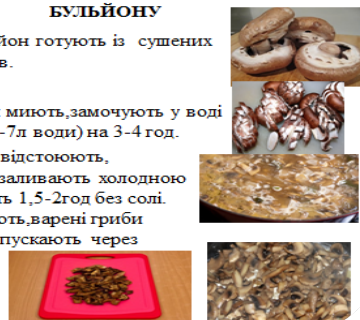 БУЛЬЙОНУ
йон готують із сушених
в.
миють,замочують у воді
-7л води) на 3-4 год.
відстоюють,
заливають холодною
ть 1,5-2год без солі.
ють,варені гриби
пускають через